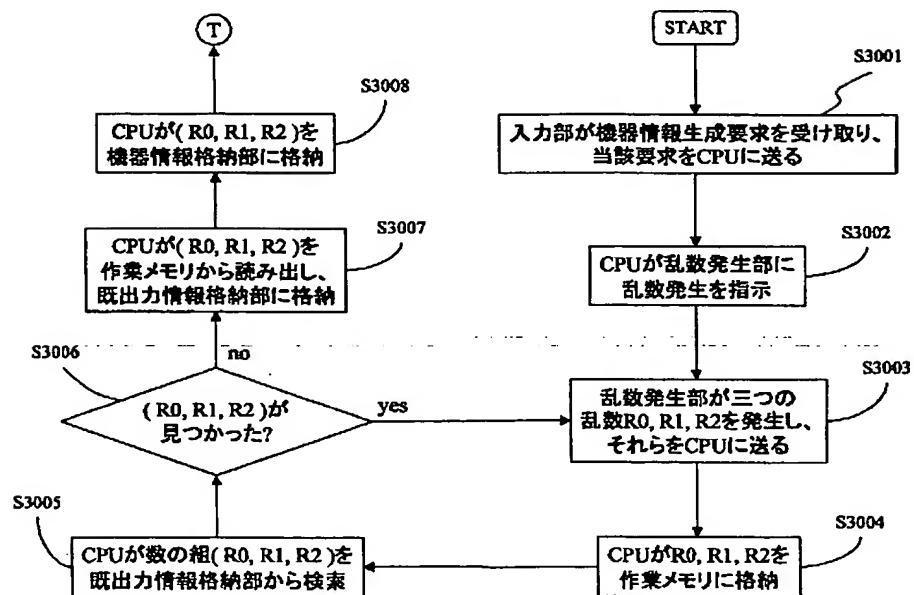 START
S3001
入力部が機器情報生成要求を受け取り、
当該要求をCPUに送る
S3002
CPUが乱数発生部に
乱数発生を指示
S3003
乱数発生部が三つの
乱数R0, R1, R2を発生し、
それらをCPUに送る
S3004
CPUがR0, R1, R2を
作業メモリに格納
S3005
CPUが数の組( R0, R1, R2 )を
既出力情報格納部から検索
S3006
( R0, R1, R2 )が
見つかった?
yes
no
S3007
CPUが( R0, R1, R2 )を
作業メモリから読み出し、
既出力情報格納部に格納
S3008
CPUが( R0, R1, R2 )を
機器情報格納部に格納
T